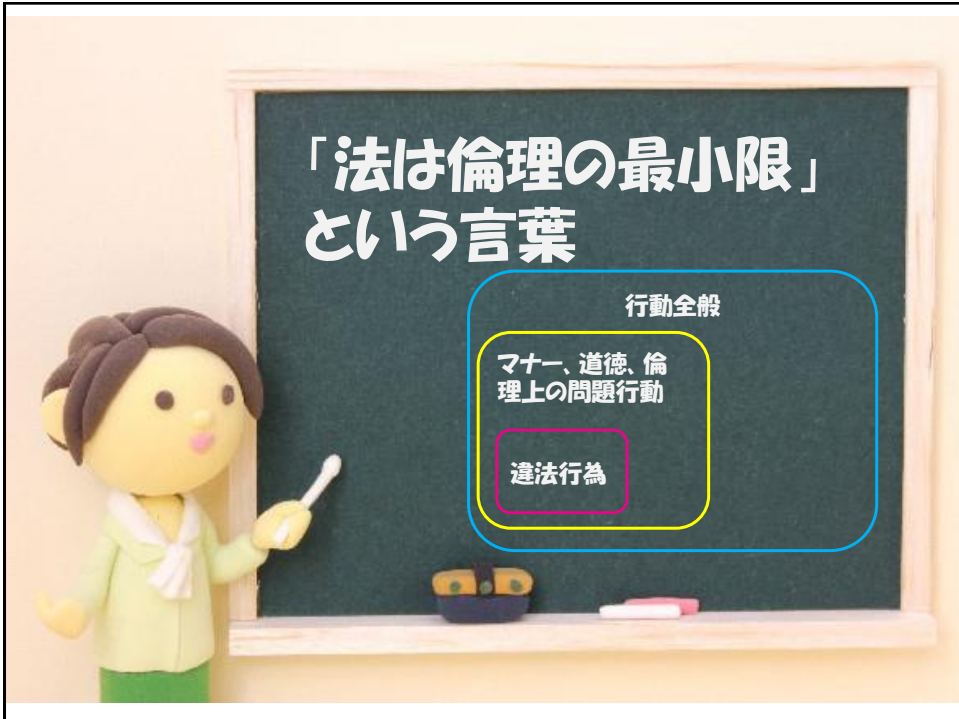 「法は倫理の最小限」
という言葉
行動全般
マナー、道徳、倫
理上の問題行動
違法行為